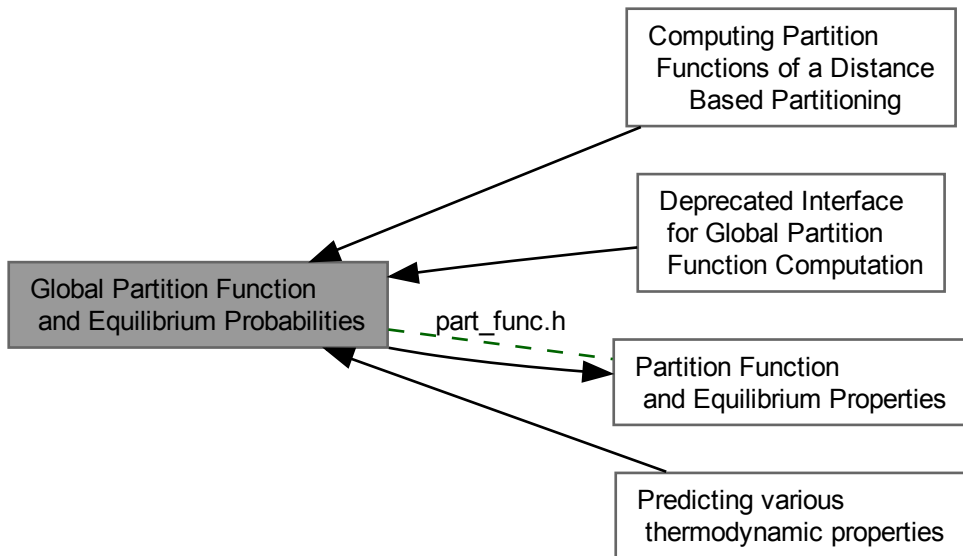 Computing Partition
Functions of a Distance
Based Partitioning
Deprecated Interface
for Global Partition
Function Computation
Global Partition Function
and Equilibrium Probabilities
part_func.h
Partition Function
and Equilibrium Properties
Predicting various
thermodynamic properties